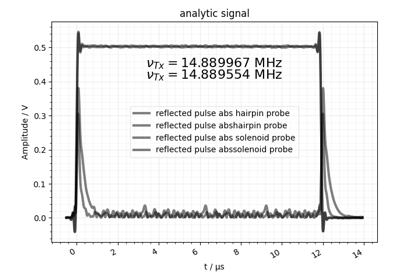 analytic signal
0.5
0.4
0.3
0.2
0.1
0.0
Amplitude / V
ν_Tx = 14.889967 MHz
ν_Tx = 14.889554 MHz
reflected pulse abs hairpin probe
reflected pulse abshairpin probe
reflected pulse abs solenoid probe
reflected pulse abssolenoid probe
0 2 4 6 8 10 12 14
t / μs